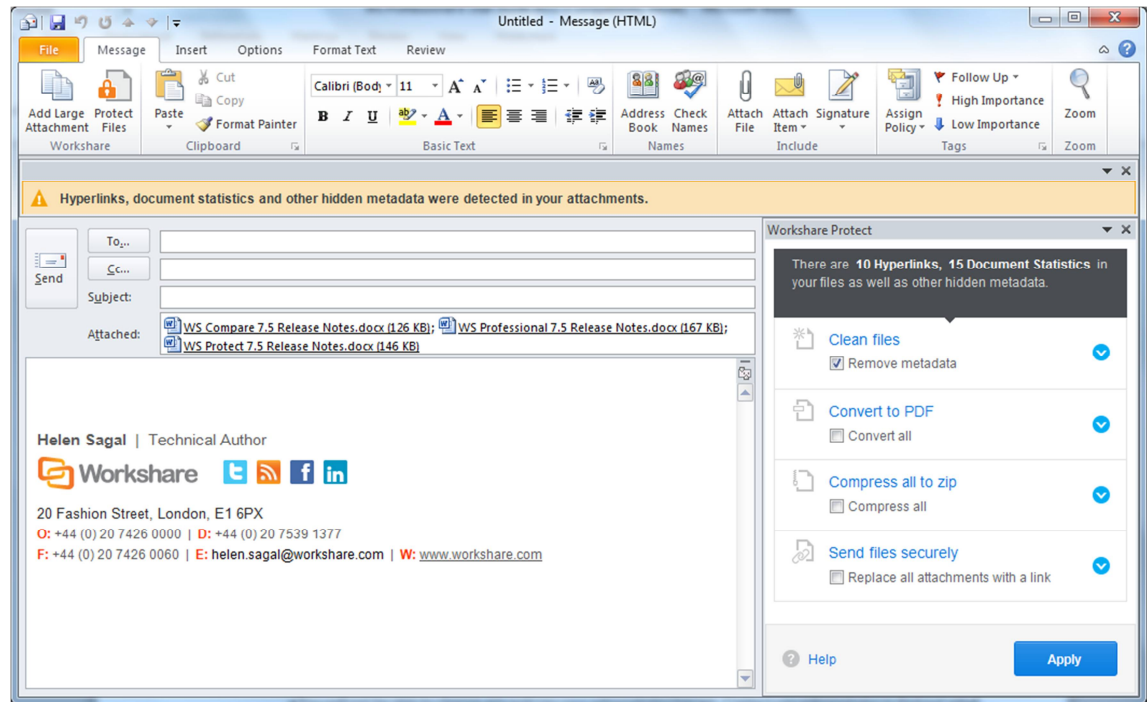 Untitled - Message (HTML)
File Message Insert Options Format Text Review
Add Large Attachment Protect Files
Workshare
Paste Cut
Copy
Format Painter
Clipboard
Calibri (Body 11 A A
B I U ab A
Basic Text
Address Book Check Names
Names
Attach File Attach Item Signature
Include
Assign Policy Follow Up
High Importance
Low Importance
Tags
Zoom
Zoom
Hyperlinks, document statistics and other hidden metadata were detected in your attachments.
Send
To...
Cc...
Subject:
Attached: WS Compare 7.5 Release Notes.docx (126 KB); WS Professional 7.5 Release Notes.docx (167 KB);
WS Protect 7.5 Release Notes.docx (146 KB)
Helen Sagal | Technical Author
Workshare t f in
20 Fashion Street, London, E1 6PX
O: +44 (0) 20 7426 0000 | D: +44 (0) 20 7539 1377
F: +44 (0) 20 7426 0060 | E: helen.sagal@workshare.com | W: www.workshare.com
Workshare Protect
There are 10 Hyperlinks, 15 Document Statistics in
your files as well as other hidden metadata.
Clean files
Remove metadata
Convert to PDF
Convert all
Compress all to zip
Compress all
Send files securely
Replace all attachments with a link
Help
Apply